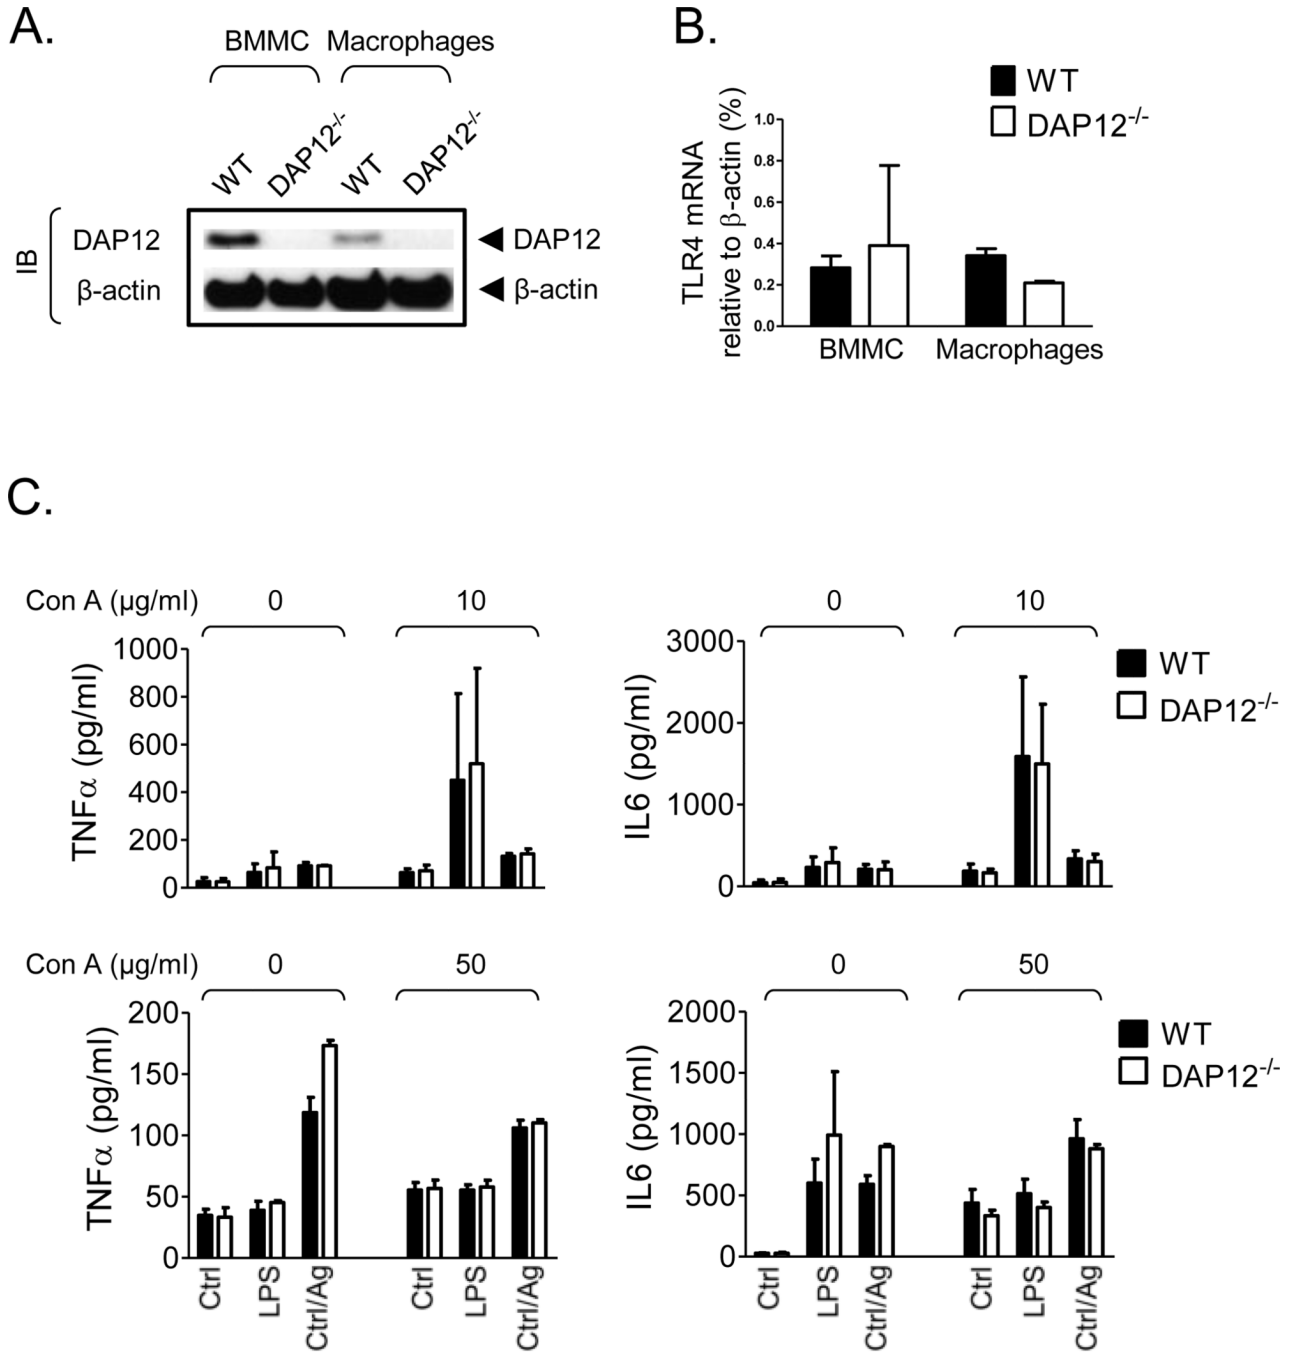 A.
BMMC Macrophages
WT DAP12-/- WT DAP12-/-
IB
DAP12
DAP12
β-actin
β-actin
B.
WT
DAP12-/-
TLR4 mRNA
relative to β-actin (%)
1.0
0.8
0.6
0.4
0.2
0.0
BMMC Macrophages
C.
Con A (µg/ml) 0 10
TNFα (pg/ml)
1000
800
600
400
200
0
0 10
IL6 (pg/ml)
3000
2000
1000
0
WT
DAP12-/-
Con A (µg/ml) 0 50
TNFα (pg/ml)
200
150
100
50
0
Ctrl LPS Ctrl/Ag Ctrl LPS Ctrl/Ag
0 50
IL6 (pg/ml)
2000
1500
1000
500
0
Ctrl LPS Ctrl/Ag Ctrl LPS Ctrl/Ag
WT
DAP12-/-